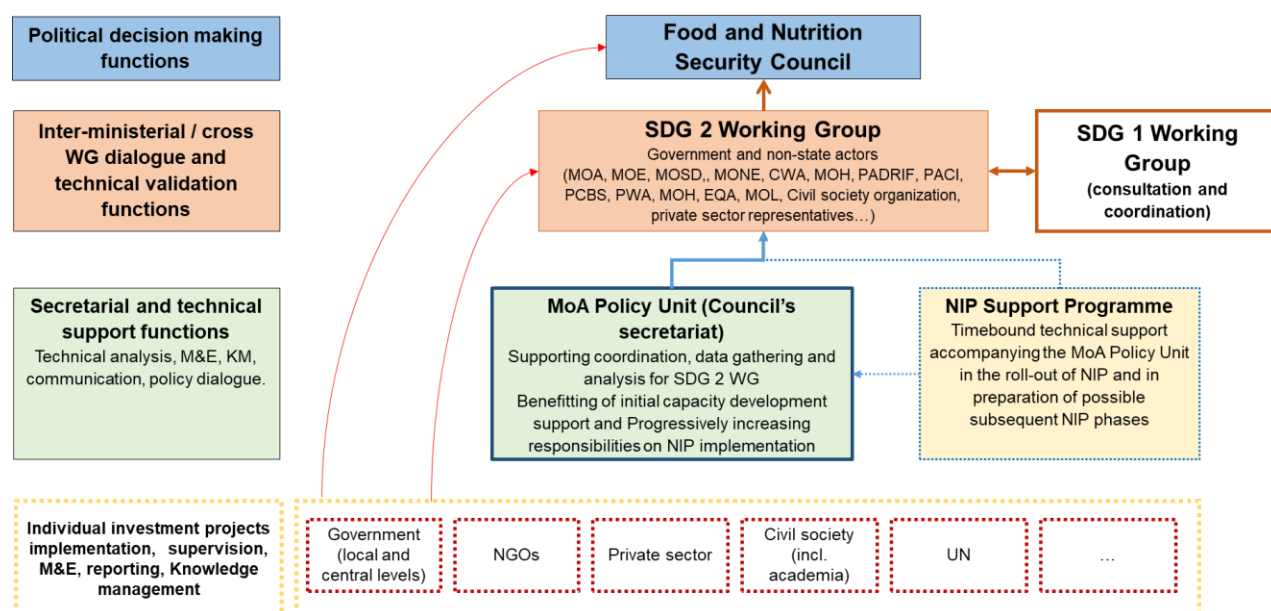 Political decision making
functions
Food and Nutrition
Security Council
Inter-ministerial / cross
WG dialogue and
technical validation
functions
SDG 2 Working Group
Government and non-state actors
(MOA, MOE, MOSD,, MONE, CWA, MOH, PADRIF, PACI,
PCBS, PWA, MOH, EQA, MOL, Civil society organization,
private sector representatives…)
SDG 1 Working
Group
(consultation and
coordination)
Secretarial and technical
support functions
Technical analysis, M&E, KM,
communication, policy dialogue.
MoA Policy Unit (Council's
secretariat)
Supporting coordination, data gathering and
analysis for SDG 2 WG
Benefitting of initial capacity development
support and Progressively increasing
responsibilities on NIP implementation
NIP Support Programme
Timebound technical support
accompanying the MoA Policy Unit
in the roll-out of NIP and in
preparation of possible
subsequent NIP phases
Individual investment projects
implementation, supervision,
M&E, reporting, Knowledge
management
Government
(local and
central levels)
NGOs
Private sector
Civil society
(incl.
academia)
UN
…